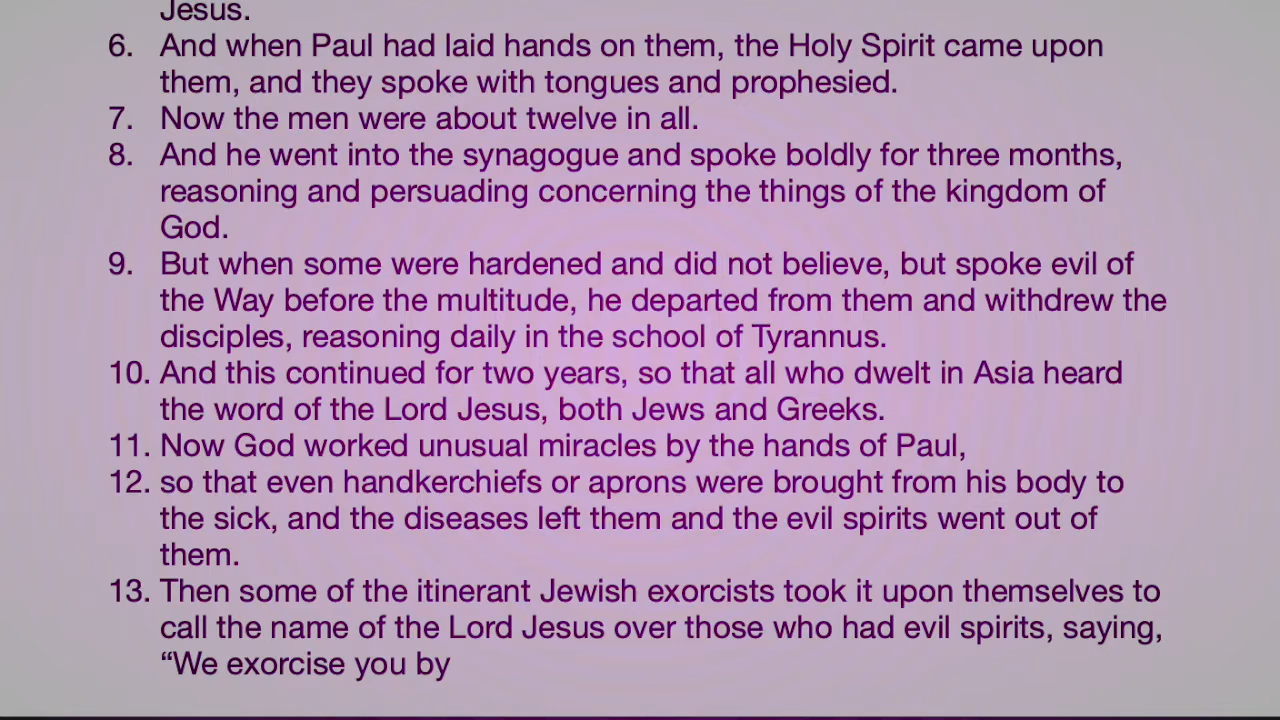 Jesus.
6. And when Paul had laid hands on them, the Holy Spirit came upon
them, and they spoke with tongues and prophesied.
7. Now the men were about twelve in all.
8. And he went into the synagogue and spoke boldly for three months,
reasoning and persuading concerning the things of the kingdom of
God.
9. But when some were hardened and did not believe, but spoke evil of
the Way before the multitude, he departed from them and withdrew the
disciples, reasoning daily in the school of Tyrannus.
10. And this continued for two years, so that all who dwelt in Asia heard
the word of the Lord Jesus, both Jews and Greeks.
11. Now God worked unusual miracles by the hands of Paul,
12. so that even handkerchiefs or aprons were brought from his body to
the sick, and the diseases left them and the evil spirits went out of
them.
13. Then some of the itinerant Jewish exorcists took it upon themselves to
call the name of the Lord Jesus over those who had evil spirits, saying,
“We exorcise you by